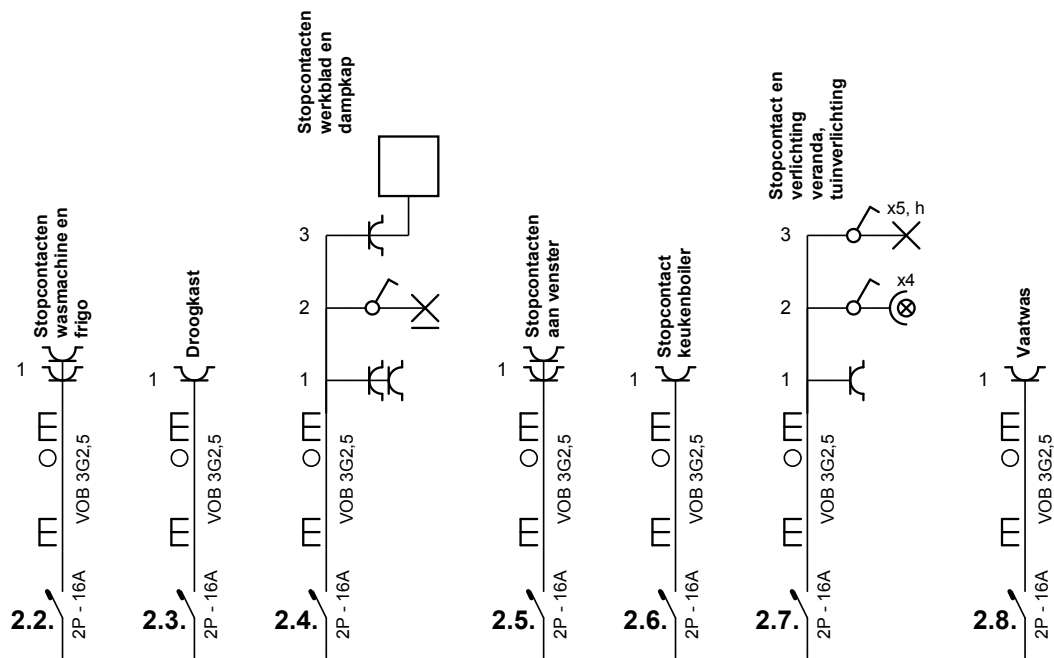 Stopcontacten
wasmachine en
frigo
1
VOB 3G2,5
2P - 16A
2.2.
Droogkast
1
VOB 3G2,5
2P - 16A
2.3.
Stopcontacten
werkblad en
dampkap
3
2
1
VOB 3G2,5
2P - 16A
2.4.
Stopcontacten
aan venster
1
VOB 3G2,5
2P - 16A
2.5.
Stopcontact
keukenboiler
1
VOB 3G2,5
2P - 16A
2.6.
Stopcontact en
verlichting
veranda,
tuinverlichting
3
x5, h
2
x4
1
VOB 3G2,5
2P - 16A
2.7.
Vaatwas
1
VOB 3G2,5
2P - 16A
2.8.